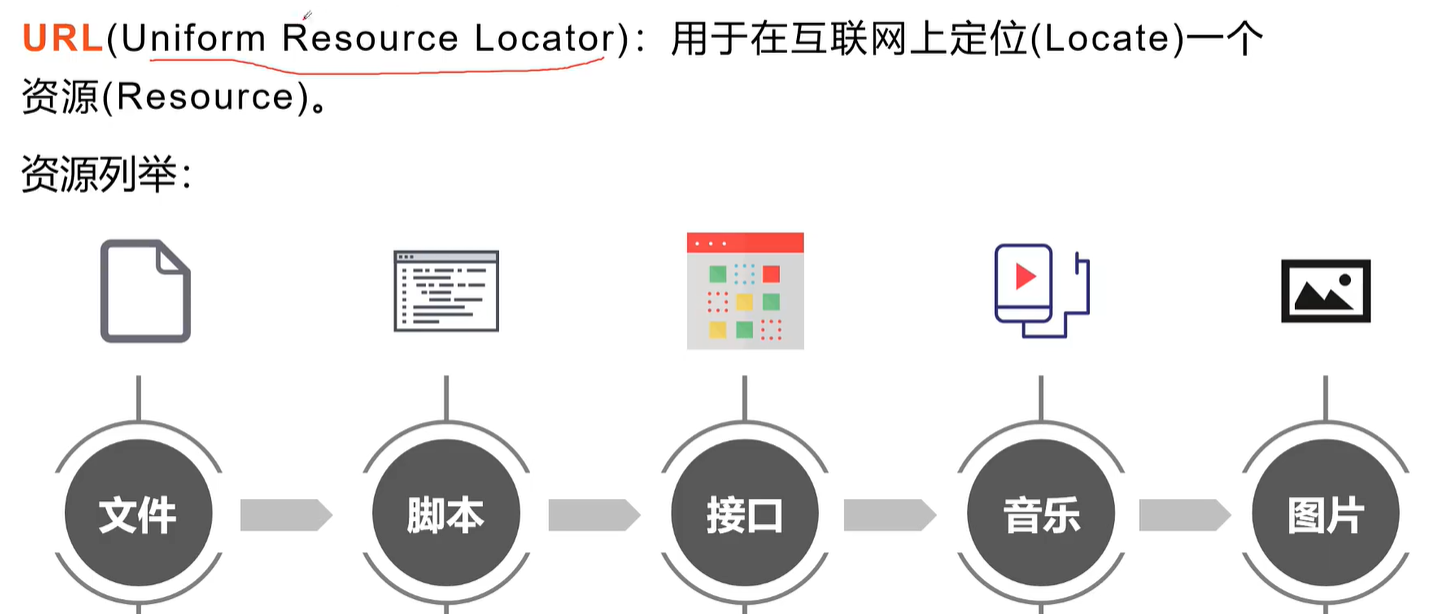 URL(Uniform Resource Locator)：用于在互联网上定位(Locate)一个
资源(Resource)。
资源列举：
文件 脚本 接口 音乐 图片